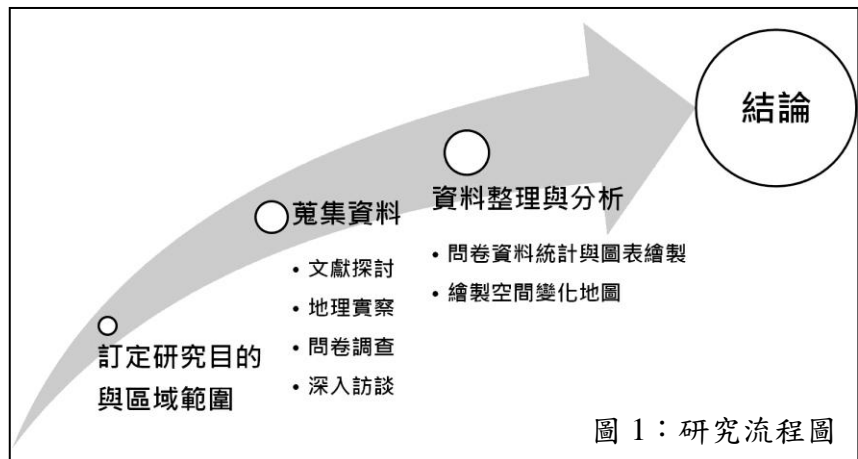 訂定研究目的
與區域範圍
蒐集資料
• 文獻探討
• 地理實察
• 問卷調查
• 深入訪談
資料整理與分析
• 問卷資料統計與圖表繪製
• 繪製空間變化地圖
結論
圖 1：研究流程圖